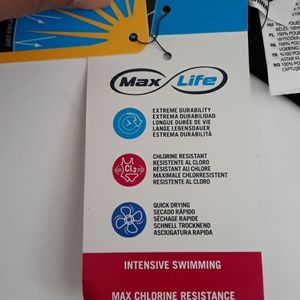 Max Life
EXTREME DURABILITY
EXTREMA DURABILIDAD
LONGUE DURÉE DE VIE
LANGE LEBENSDAUER
ESTREMA DURABILITÀ
CHLORINE RESISTANT
RESISTENTE AL CLORO
RÉSISTANT AU CHLORE
MAXIMALE CHLORRESISTENT
RESISTENTE AL CLORO
CL2
QUICK DRYING
SECADO RÁPIDO
SÉCHAGE RAPIDE
SCHNELL TROCKNEND
ASCIUGATURA RAPIDA
INTENSIVE SWIMMING
MAX CHLORINE RESISTANCE